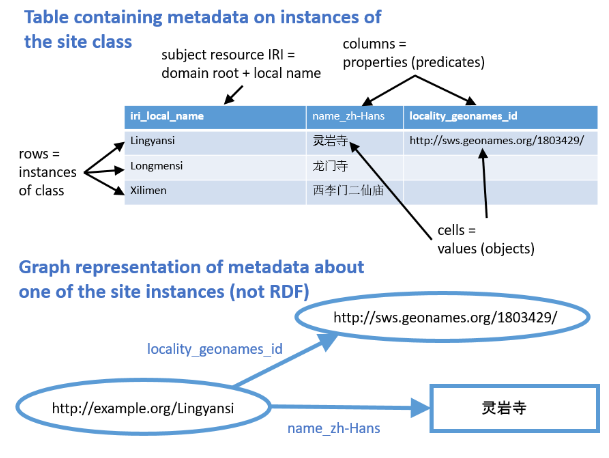 Table containing metadata on instances of
the site class
subject resource IRI =
domain root + local name
columns =
properties (predicates)
iri_local_name name_zh-Hans locality_geonames_id
Lingyansi 灵岩寺 http://sws.geonames.org/1803429/
Longmensi 龙门寺
Xilimen 西李门二仙庙
rows =
instances
of class
cells =
values (objects)
Graph representation of metadata about
one of the site instances (not RDF)
http://sws.geonames.org/1803429/
locality_geonames_id
http://example.org/Lingyansi
灵岩寺
name_zh-Hans